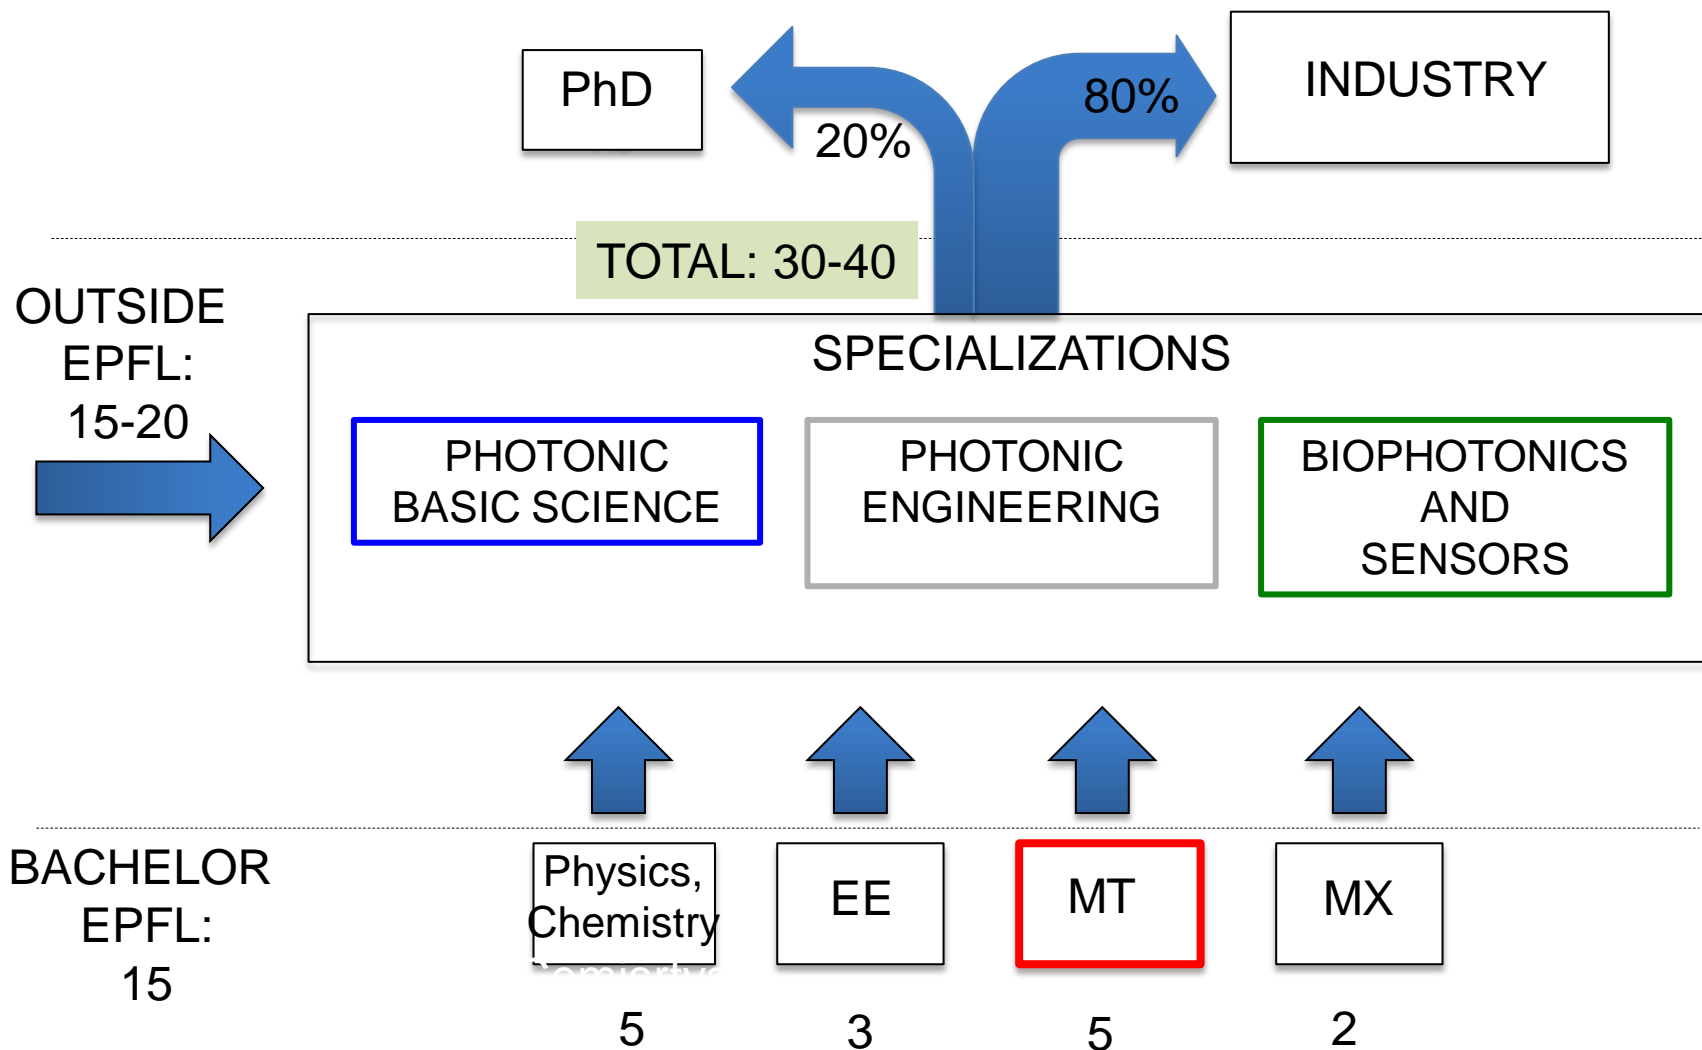 PhD
20%
80%
INDUSTRY
TOTAL: 30-40
OUTSIDE
EPFL:
15-20
SPECIALIZATIONS
PHOTONIC
BASIC SCIENCE
PHOTONIC
ENGINEERING
BIOPHOTONICS
AND
SENSORS
BACHELOR
EPFL:
15
Physics,
Chemistry
EE
MT
MX
5
3
5
2